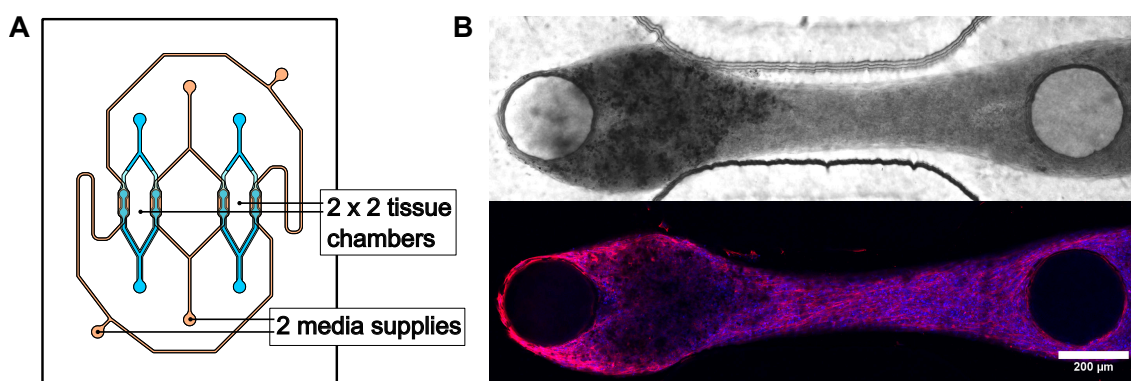 A
2 x 2 tissue
chambers
2 media supplies
B
200 µm